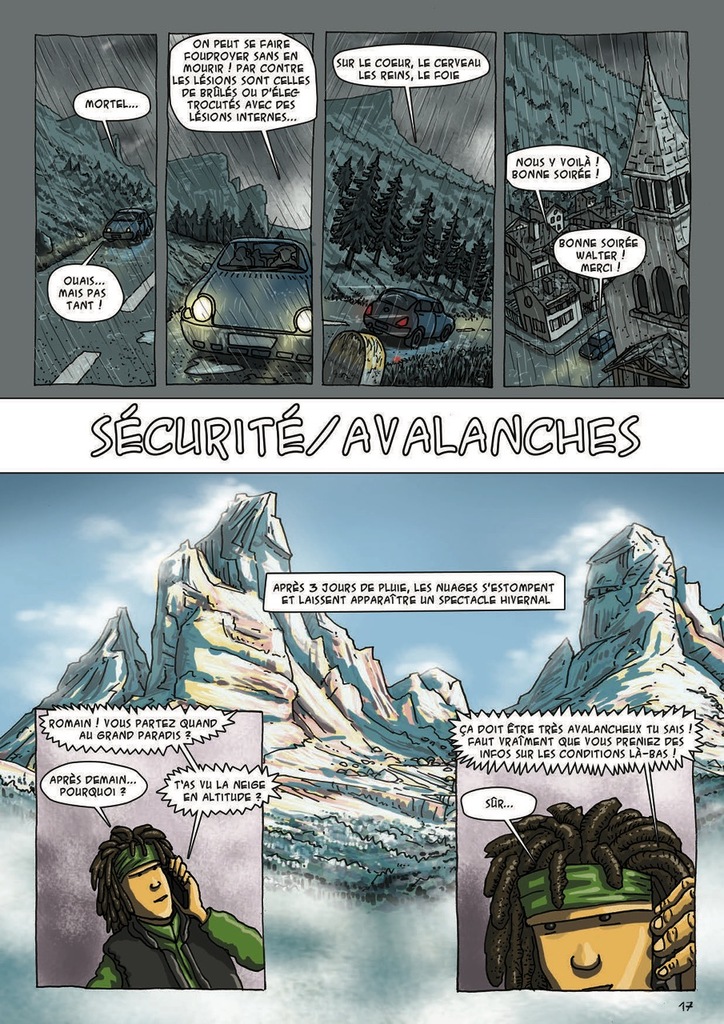 MORTEL...
OUAIS...
MAIS PAS
TANT !
ON PEUT SE FAIRE
FOUDROYER SANS EN
MOURIR ! PAR CONTRE
LES LÉSIONS SONT CELLES
DE BRÛLÉS OU D'ÉLEC-
TROCUTÉS AVEC DES
LÉSIONS INTERNES...
SUR LE COEUR, LE CERVEAU
LES REINS, LE FOIE
NOUS Y VOILÀ !
BONNE SOIRÉE !
BONNE SOIRÉE
WALTER !
MERCI !
SÉCURITÉ/AVALANCHES
APRÈS 3 JOURS DE PLUIE, LES NUAGES S'ESTOMPENT
ET LAISSENT APPARAÎTRE UN SPECTACLE HIVERNAL
ROMAIN ! VOUS PARTEZ QUAND
AU GRAND PARADIS ?
APRÈS DEMAIN...
POURQUOI ?
T'AS VU LA NEIGE
EN ALTITUDE ?
ÇA DOIT ÊTRE TRÈS AVALANCHEUX TU SAIS !
FAUT VRAÎMENT QUE VOUS PRENIEZ DES
INFOS SUR LES CONDITIONS LÀ-BAS !
SÛR...
17